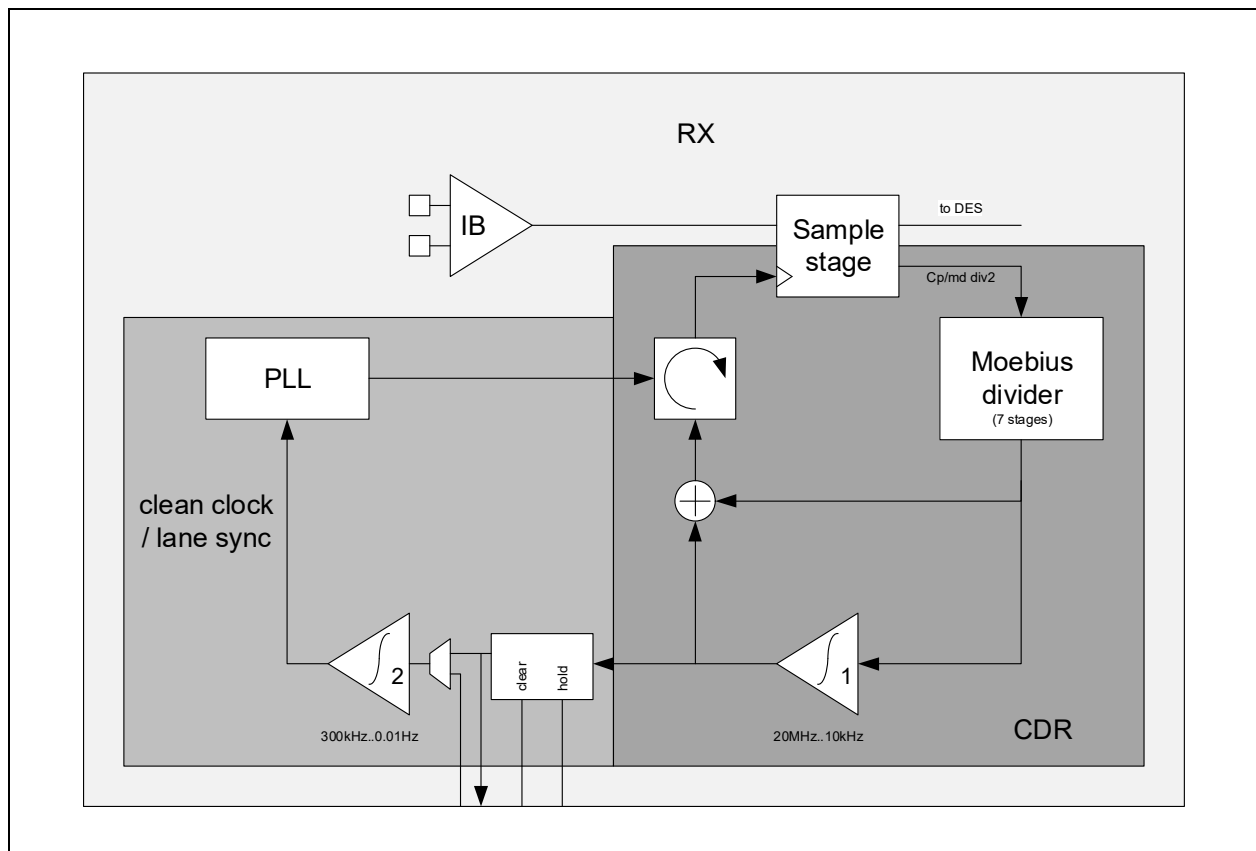 RX
IB
Sample
stage
to DES
Cp/md div2
PLL
Moebius
divider
(7 stages)
clean clock
/ lane sync
2
clear
hold
1
300kHz..0.01Hz
20MHz..10kHz
CDR